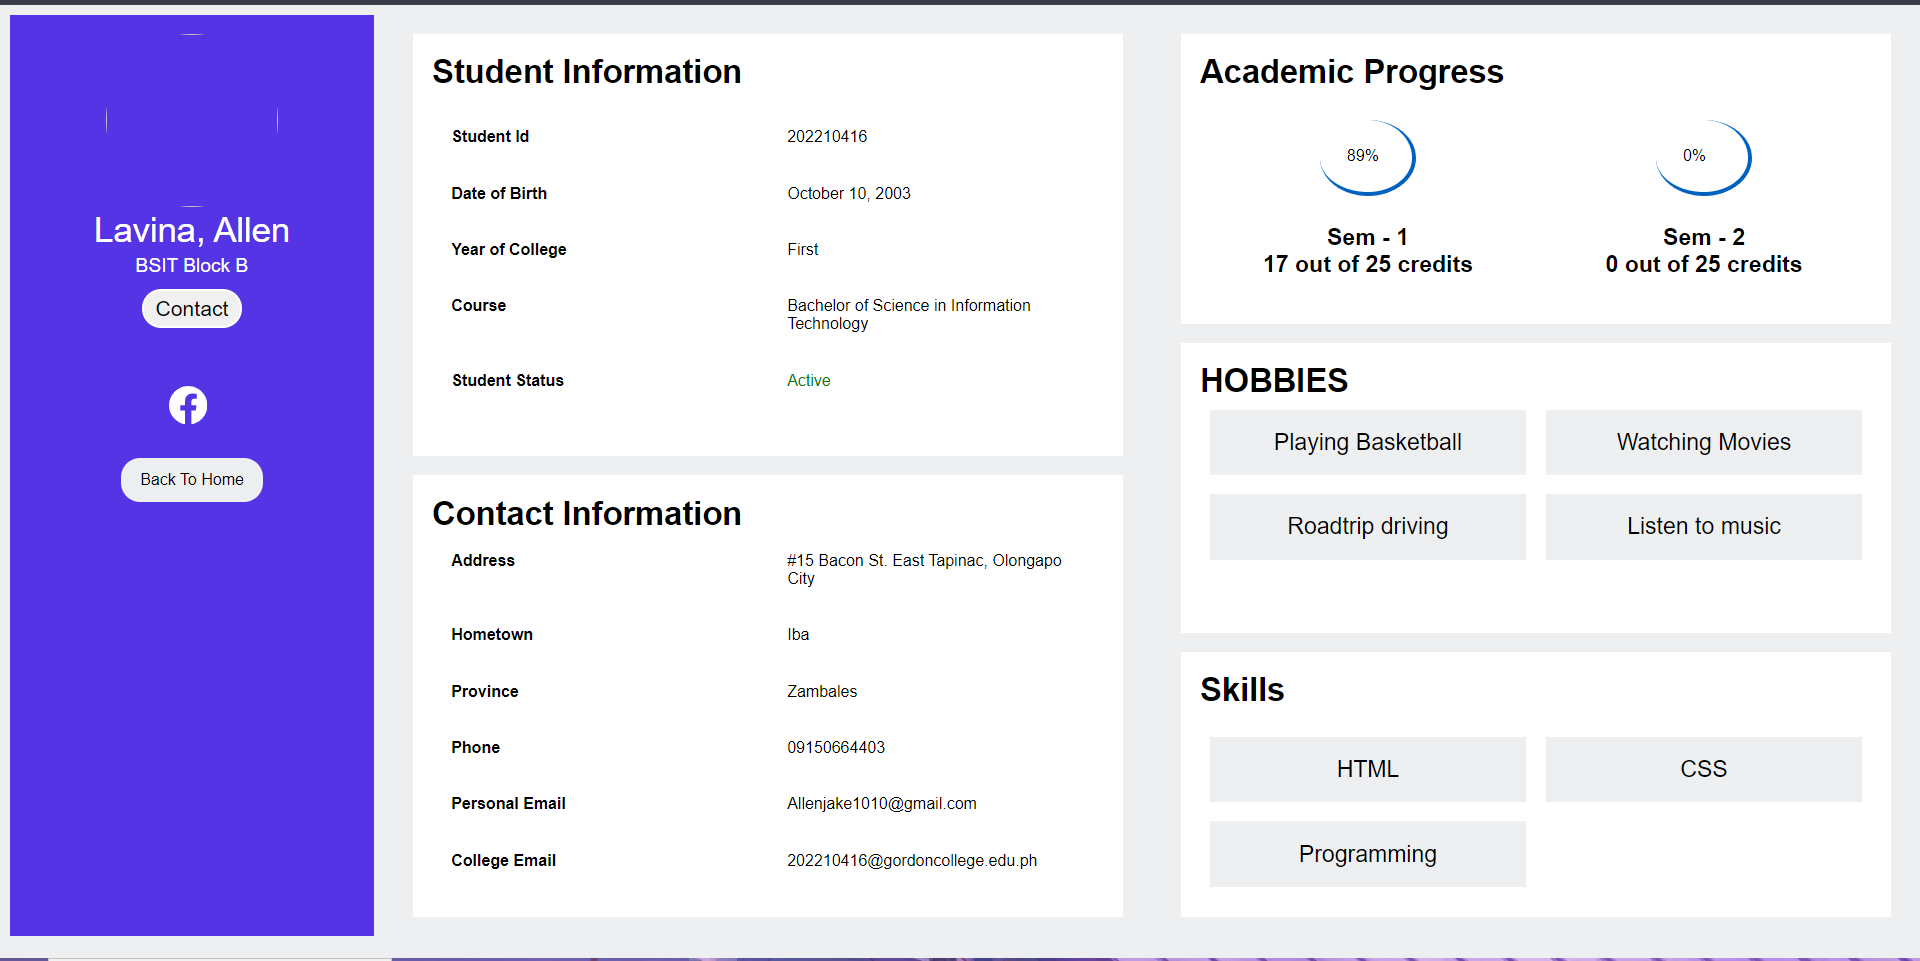 Lavina, Allen
BSIT Block B
Contact
Back To Home
Student Information
Student Id 202210416
Date of Birth October 10, 2003
Year of College First
Course Bachelor of Science in Information
Technology
Student Status Active
Contact Information
Address #15 Bacon St. East Tapinac, Olongapo
City
Hometown Iba
Province Zambales
Phone 09150664403
Personal Email Allenjake1010@gmail.com
College Email 202210416@gordoncollege.edu.ph
Academic Progress
89% 0%
Sem - 1 Sem - 2
17 out of 25 credits 0 out of 25 credits
HOBBIES
Playing Basketball Watching Movies
Roadtrip driving Listen to music
Skills
HTML CSS
Programming